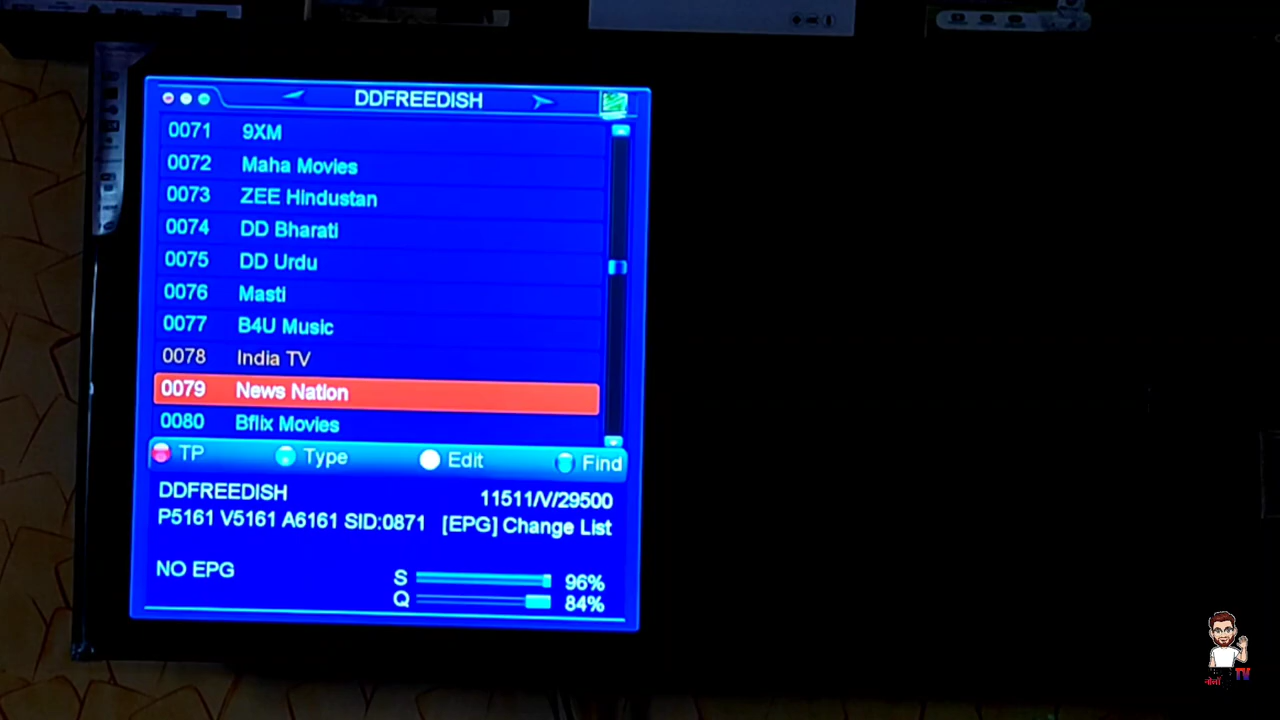 DDFREEDISH
0071 9XM
0072 Maha Movies
0073 ZEE Hindustan
0074 DD Bharati
0075 DD Urdu
0076 Masti
0077 B4U Music
0078 India TV
0079 News Nation
0080 Bflix Movies
TP Type Edit Find
DDFREEDISH 11511/V/29500
P5161 V5161 A6161 SID:0871 [EPG] Change List
NO EPG S 96%
Q 84%
TV